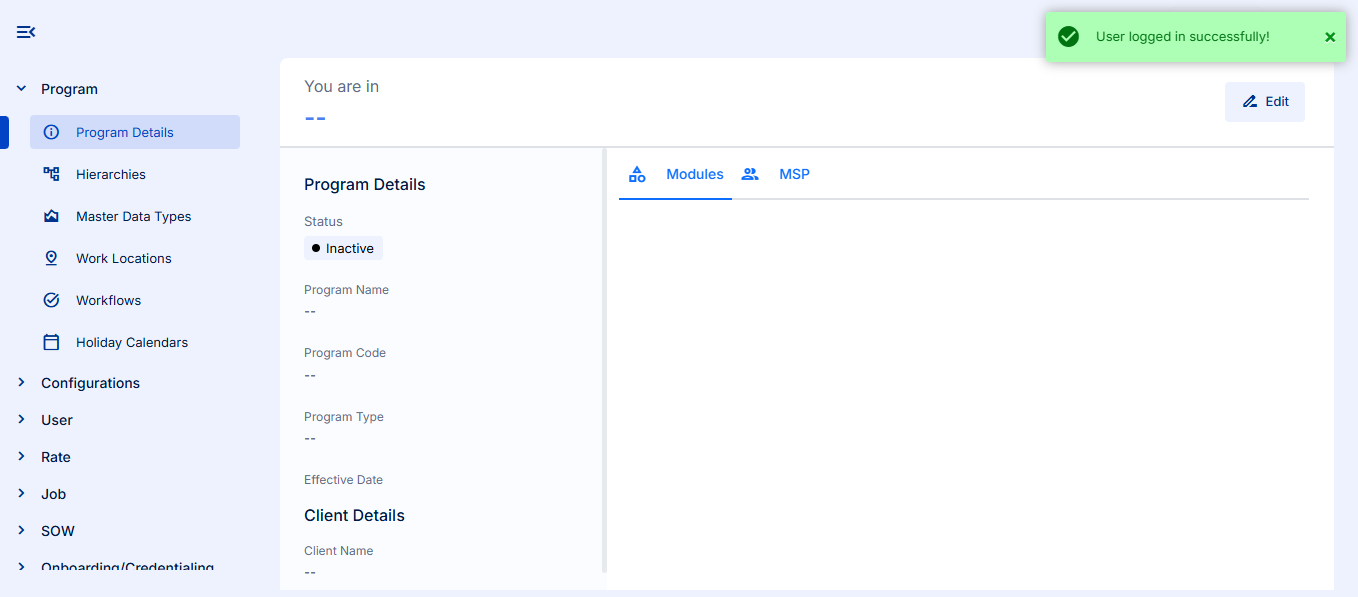 User logged in successfully!
You are in
--
Edit
Program
Program Details
Hierarchies
Master Data Types
Work Locations
Workflows
Holiday Calendars
Configurations
User
Rate
Job
SOW
Onboarding/Credentialing
Program Details
Status
Inactive
Program Name
--
Program Code
--
Program Type
--
Effective Date
Client Details
Client Name
--
Modules
MSP